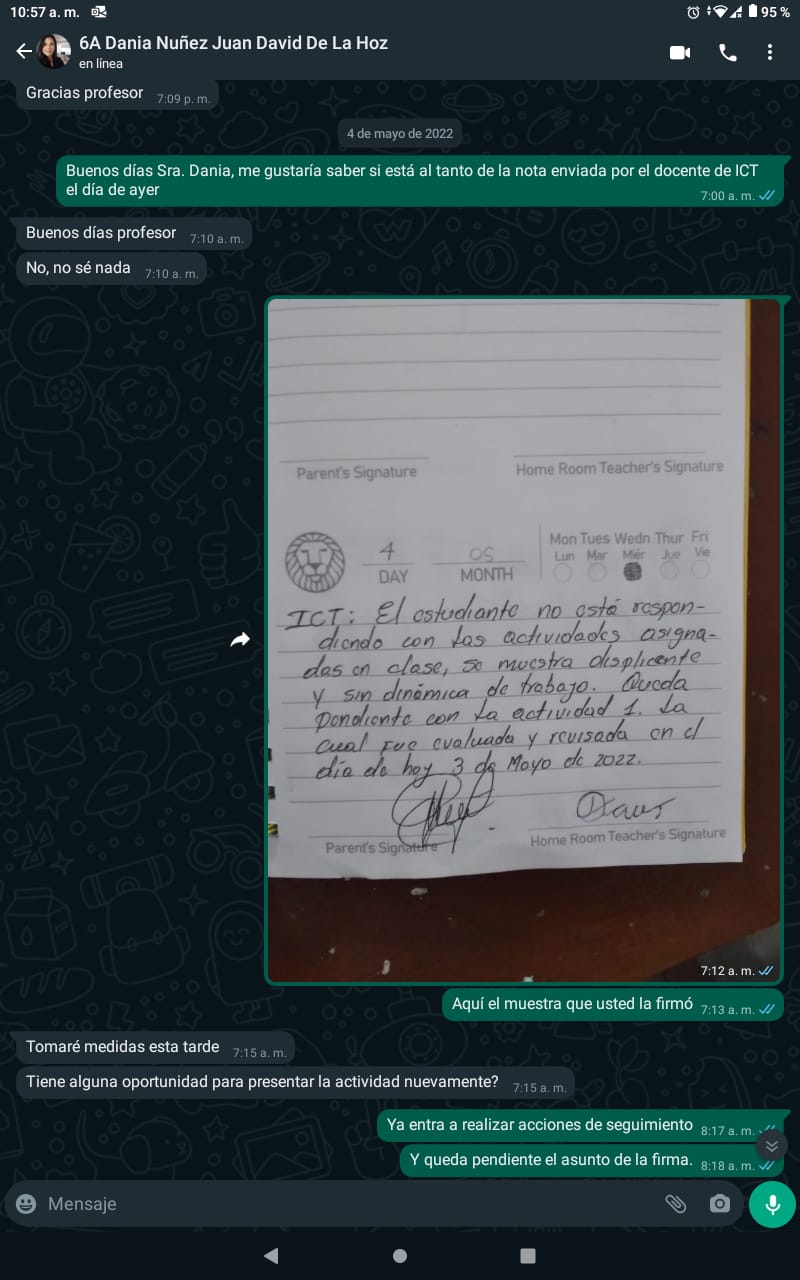 10:57 a. m.
95 %
6A Dania Nuñez Juan David De La Hoz
en línea
Gracias profesor 7:09 p. m.
4 de mayo de 2022
Buenos días Sra. Dania, me gustaría saber si está al tanto de la nota enviada por el docente de ICT
el día de ayer
7:00 a. m.
Buenos días profesor 7:10 a. m.
No, no sé nada 7:10 a. m.
Parent's Signature Home Room Teacher's Signature
Mon Tues Wedn Thur Fri
4 05 Lun Mar Miér Jue Vie
DAY MONTH
ICT: El estudiante no está respon-
diendo con las actividades asigna-
das en clase, se muestra displicente
y sin dinámica de trabajo. Queda
Pendiente con la actividad 1. La
cual fue evaluada y revisada en el
día de hoy 3 de Mayo de 2022.
Parent's Signature Home Room Teacher's Signature
7:12 a. m.
Aquí el muestra que usted la firmó 7:13 a. m.
Tomaré medidas esta tarde 7:15 a. m.
Tiene alguna oportunidad para presentar la actividad nuevamente? 7:15 a. m.
Ya entra a realizar acciones de seguimiento 8:17 a. m.
Y queda pendiente el asunto de la firma. 8:18 a. m.
Mensaje